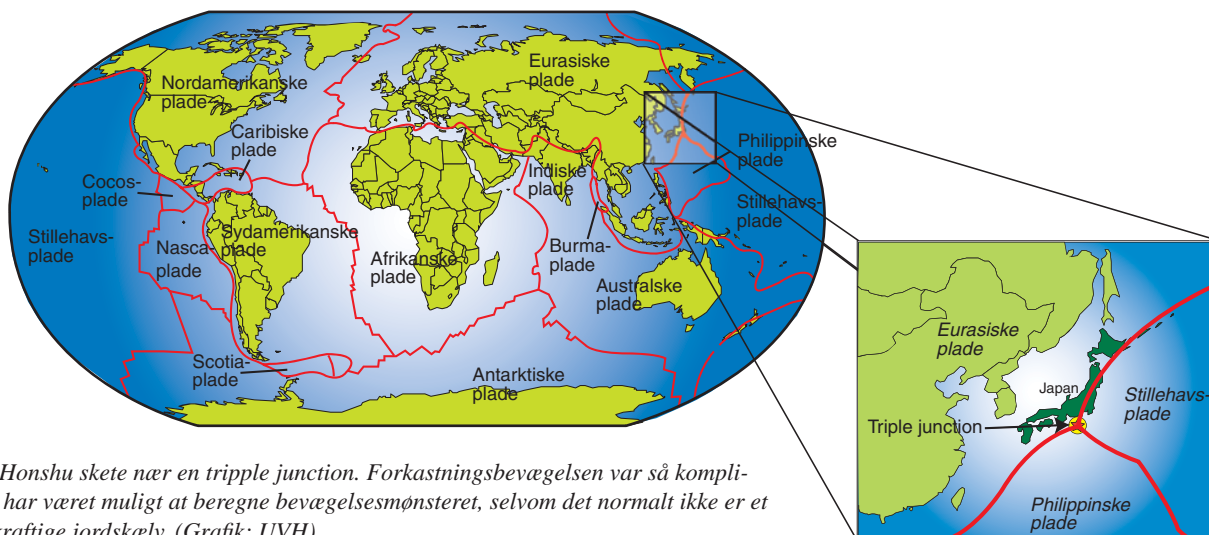 Nordamerikanske
plade
Eurasiske
plade
Caribiske
plade
Philippinske
plade
Cocos-
plade
Indiske
plade
Stillehavs-
plade
Stillehavs-
plade
Nasca-
plade
Sydamerikanske
plade
Afrikanske
plade
Burma-
plade
Australske
plade
Scotia-
plade
Antarktiske
plade
Eurasiske
plade
Japan
Stillehavs-
plade
Triple junction
Philippinske
plade
Honshu skete nær en tripple junction. Forkastningsbevægelsen var så kompli-
har været muligt at beregne bevægelsesmønsteret, selvom det normalt ikke er et
kraftige jordskælv. (Grafik: UVH)